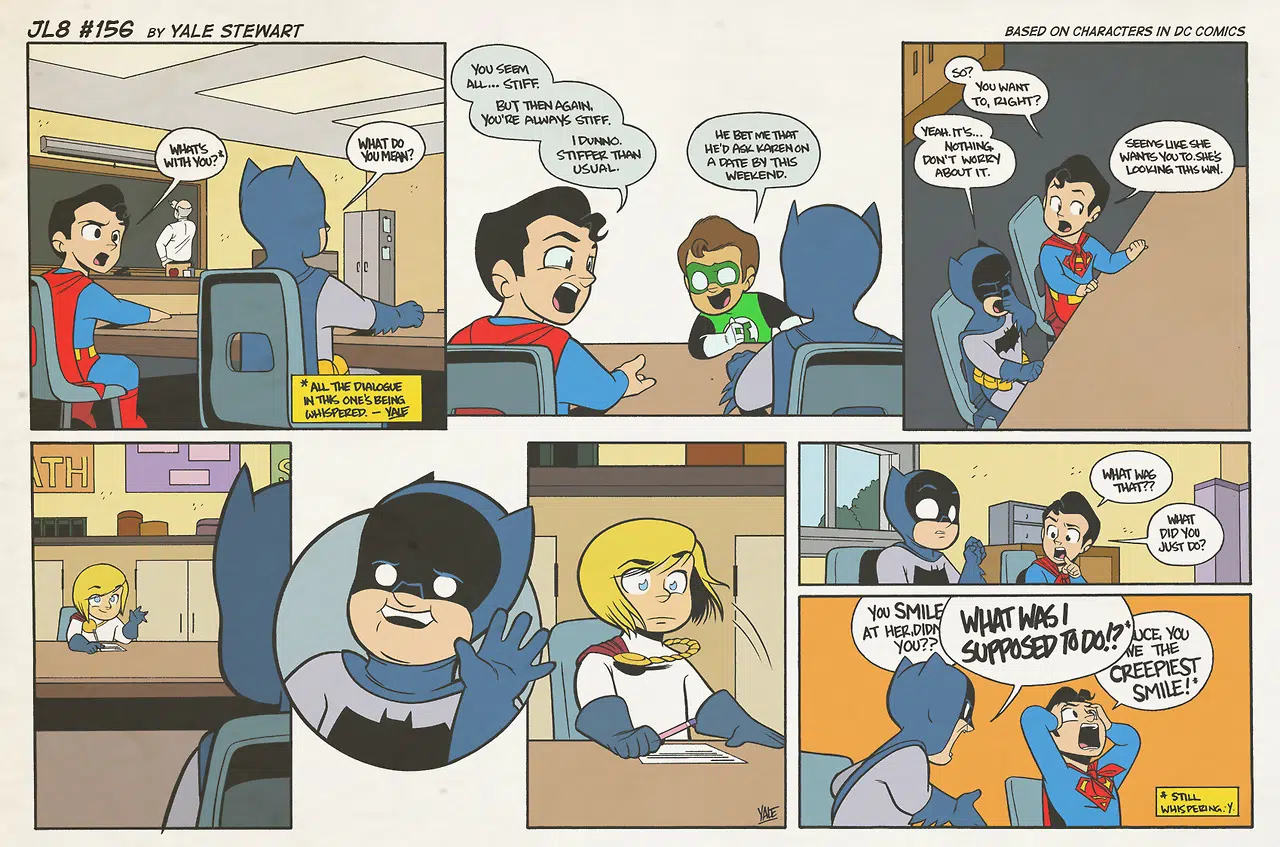 JL8 #156 BY YALE STEWART
BASED ON CHARACTERS IN DC COMICS
WHAT'S
WITH YOU?*
WHAT DO
YOU MEAN?
* ALL THE DIALOGUE
IN THIS ONE'S BEING
WHISPERED. — YALE
YOU SEEM
ALL... STIFF.
BUT THEN AGAIN,
YOU'RE ALWAYS STIFF.
I DUNNO.
STIFFER THAN
USUAL.
HE BET ME THAT
HE'D ASK KAREN ON
A DATE BY THIS
WEEKEND.
SO?
YOU WANT
TO, RIGHT?
YEAH. IT'S...
NOTHING.
DON'T WORRY
ABOUT IT.
SEEMS LIKE SHE
WANTS YOU TO. SHE'S
LOOKING THIS WAY.
ATH
S
YALE
WHAT WAS
THAT??
WHAT
DID YOU
JUST DO?
YOU SMILE
AT HER, DIDN
YOU??
WHAT WAS I
SUPPOSED TO DO!?*
UCE, YOU
VE THE
CREEPIEST
SMILE!*
* STILL
WHISPERING. -Y.